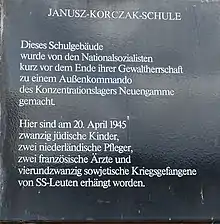 JANUSZ-KORCZAK-SCHULE
Dieses Schulgebäude
wurde von den Nationalsozialisten
kurz vor dem Ende ihrer Gewaltherrschaft
zu einem Außenkommando
des Konzentrationslagers Neuengamme
gemacht.
Hier sind am 20. April 1945
zwanzig jüdische Kinder,
zwei niederländische Pfleger,
zwei französische Ärzte und
vierundzwanzig sowjetische Kriegsgefangene
von SS-Leuten erhängt worden.